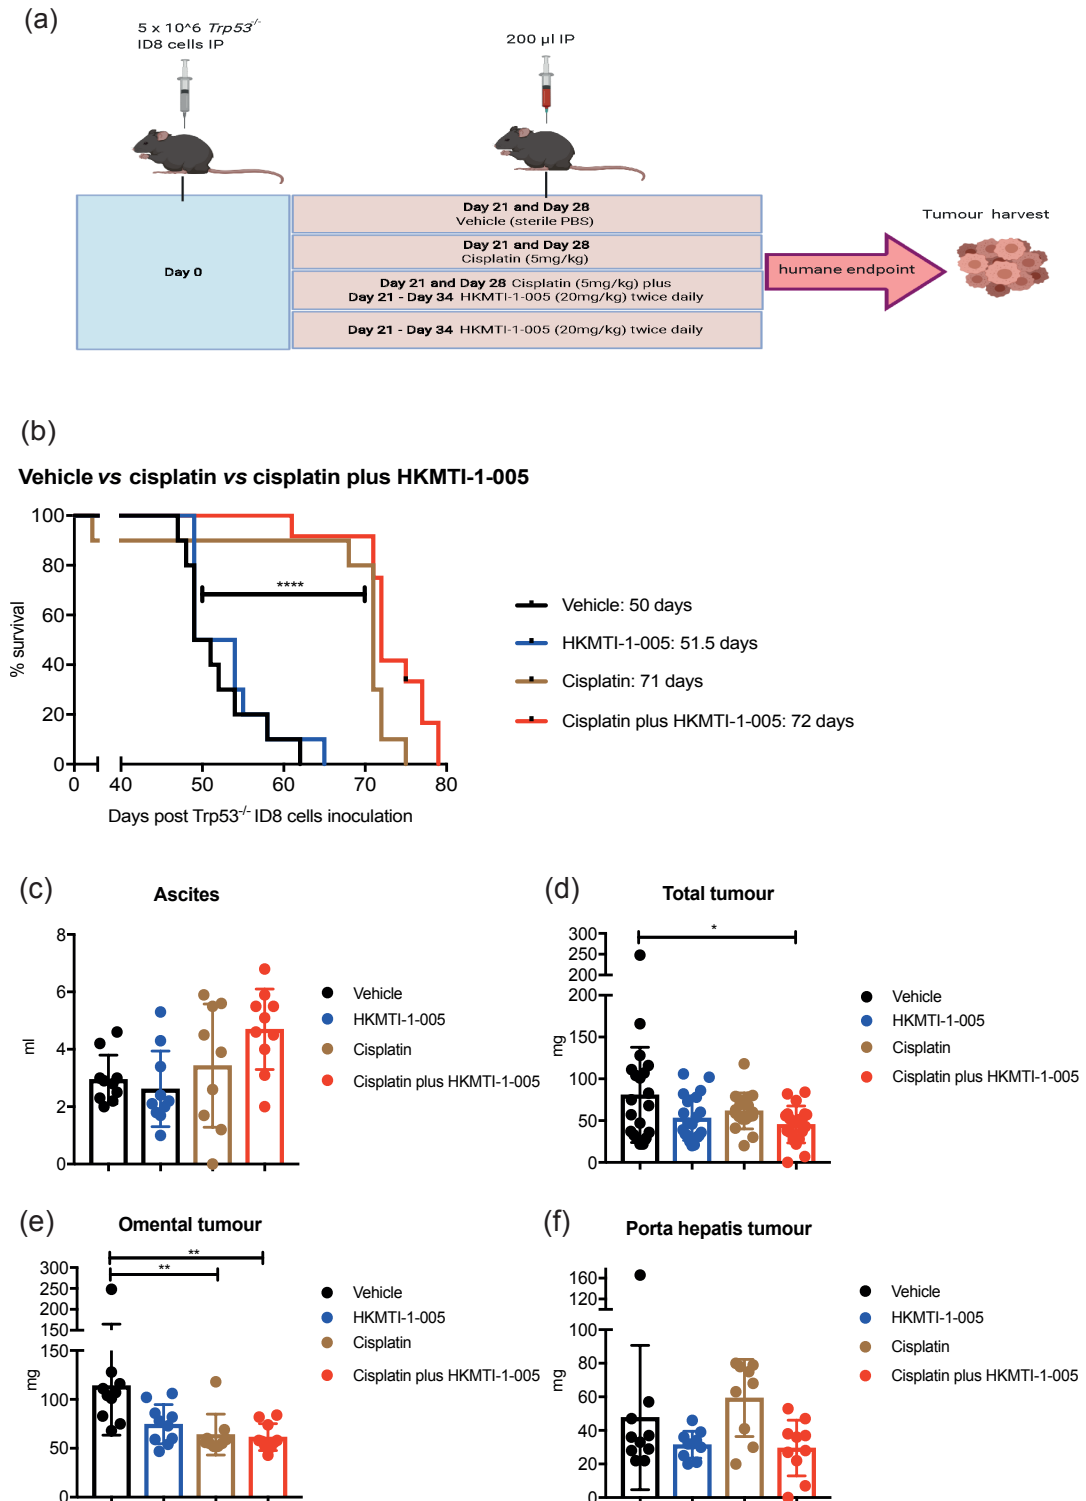 (a)
5 x 10^6 Trp53-/-
ID8 cells IP
200 µl IP
Day 0
Day 21 and Day 28
Vehicle (sterile PBS)
Day 21 and Day 28
Cisplatin (5mg/kg)
Day 21 and Day 28 Cisplatin (5mg/kg) plus
Day 21 - Day 34 HKMTI-1-005 (20mg/kg) twice daily
Day 21 - Day 34 HKMTI-1-005 (20mg/kg) twice daily
humane endpoint
Tumour harvest
(b)
Vehicle vs cisplatin vs cisplatin plus HKMTI-1-005
% survival
100
80
60
40
20
0
****
0 40 50 60 70 80
Days post Trp53-/- ID8 cells inoculation
Vehicle: 50 days
HKMTI-1-005: 51.5 days
Cisplatin: 71 days
Cisplatin plus HKMTI-1-005: 72 days
(c)
Ascites
ml
8
6
4
2
0
Vehicle
HKMTI-1-005
Cisplatin
Cisplatin plus HKMTI-1-005
(d)
Total tumour
mg
300
250
200
200
150
100
50
0
*
Vehicle
HKMTI-1-005
Cisplatin
Cisplatin plus HKMTI-1-005
(e)
Omental tumour
mg
300
250
200
150
150
100
50
0
**
**
Vehicle
HKMTI-1-005
Cisplatin
Cisplatin plus HKMTI-1-005
(f)
Porta hepatis tumour
mg
160
120
100
80
60
40
20
0
Vehicle
HKMTI-1-005
Cisplatin
Cisplatin plus HKMTI-1-005